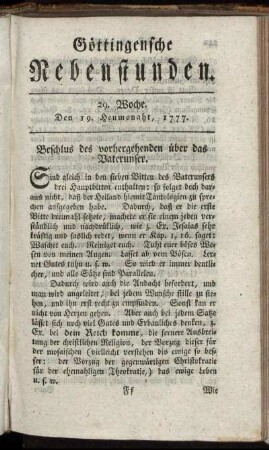 Göttingensche
Nebenstunden.
29. Woche.
Den 19. Heumonaht, 1777.
Beschlus des vorhergehenden über das
Vaterunser.
Sind gleich in den sieben Bitten des Vaterunsers
drei Hauptbitten enthalten: so folget doch dar-
aus nicht, daß der Heiland hiemit Tautologien zu spre-
chen anzugeben habe. Dadurch, daß er die erste
Bitte dreimahl setzte, machete er sie einem jeden ver-
ständlich und nachdrüklich, wie z. Ex. Jesaias sehr
kräftig und faslich redet, wenn er Kap. 1, 16. saget:
Waschet euch. Reiniget euch. Tuht eure böses We-
sen von meinen Augen. Lasset ab vom Bösen. Ler-
net Gutes tuhn u. s. w. So wird er immer deutli-
cher, und alle Säze sind Parallelen.
Dadurch wird auch die Andacht befordert, und
man wird angeleitet, bei jedem Wunsche stille zu ste-
hen, und ihn erst recht zu empfinden. Sonst kan er
nicht von Herzen gehen. Aber auch bei jedem Satze
lässet sich noch viel Gutes und Erbauliches denken, z.
Ex. bei dein Reich komme, die fernere Ausbrei-
tung der christlichen Religion, der Vorzug dieser für
der mosaischen (vielleicht verstehen dis einige so bes-
ser: der Vorzug der gegenwärtigen Christokratie
für der ehemahligen Theokratie,) das ewige Leben
u. s. w.
Ff Wie